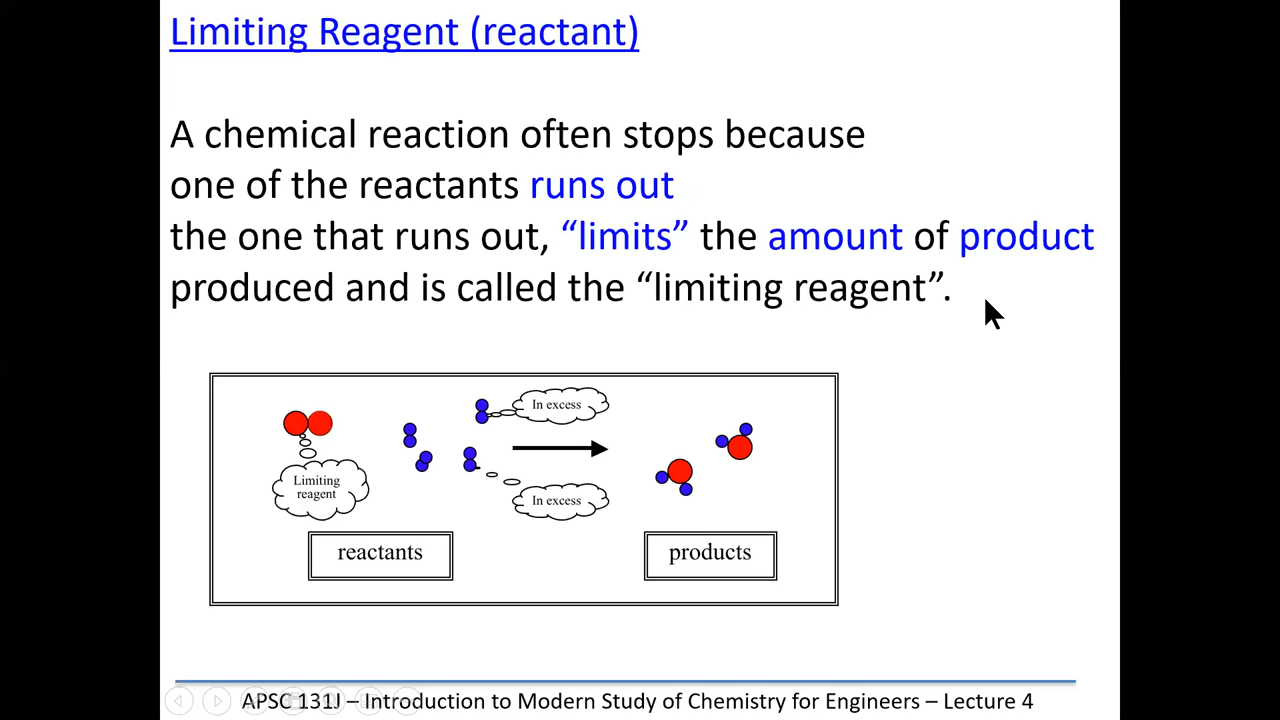 Limiting Reagent (reactant)
A chemical reaction often stops because
one of the reactants runs out
the one that runs out, “limits” the amount of product
produced and is called the “limiting reagent”.
In excess
Limiting
reagent
In excess
reactants
products
APSC 131J – Introduction to Modern Study of Chemistry for Engineers – Lecture 4